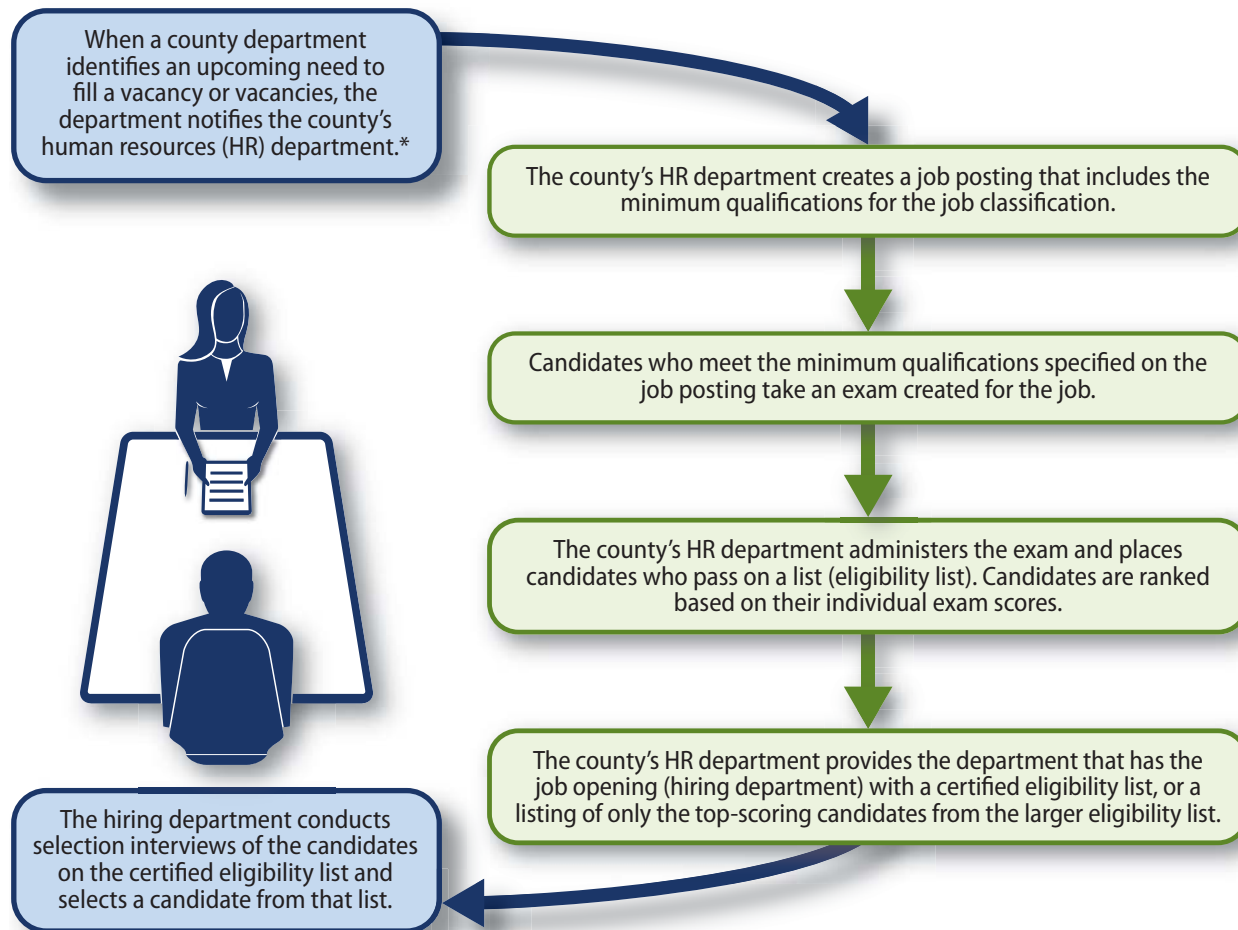 When a county department
identifies an upcoming need to
fill a vacancy or vacancies, the
department notifies the county’s
human resources (HR) department.*
The county’s HR department creates a job posting that includes the
minimum qualifications for the job classification.
Candidates who meet the minimum qualifications specified on the
job posting take an exam created for the job.
The county’s HR department administers the exam and places
candidates who pass on a list (eligibility list). Candidates are ranked
based on their individual exam scores.
The county’s HR department provides the department that has the
job opening (hiring department) with a certified eligibility list, or a
listing of only the top-scoring candidates from the larger eligibility list.
The hiring department conducts
selection interviews of the candidates
on the certified eligibility list and
selects a candidate from that list.